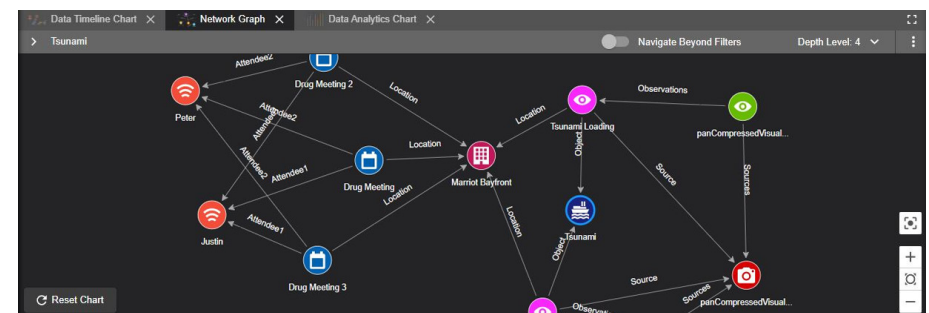 Data Timeline Chart
Network Graph
Data Analytics Chart
Tsunami
Navigate Beyond Filters
Depth Level: 4
Attendee2
Drug Meeting 2
Location
Observations
Peter
Attendee2
Attendee1
Location
Tsunami Loading
panCompressedVisual...
Location
Object
Attendee2
Attendee1
Drug Meeting
Location
Marriot Bayfront
Source
Sources
Justin
Attendee1
Location
Tsunami
Object
Drug Meeting 3
Source
Sources
panCompressedVisual...
Reset Chart